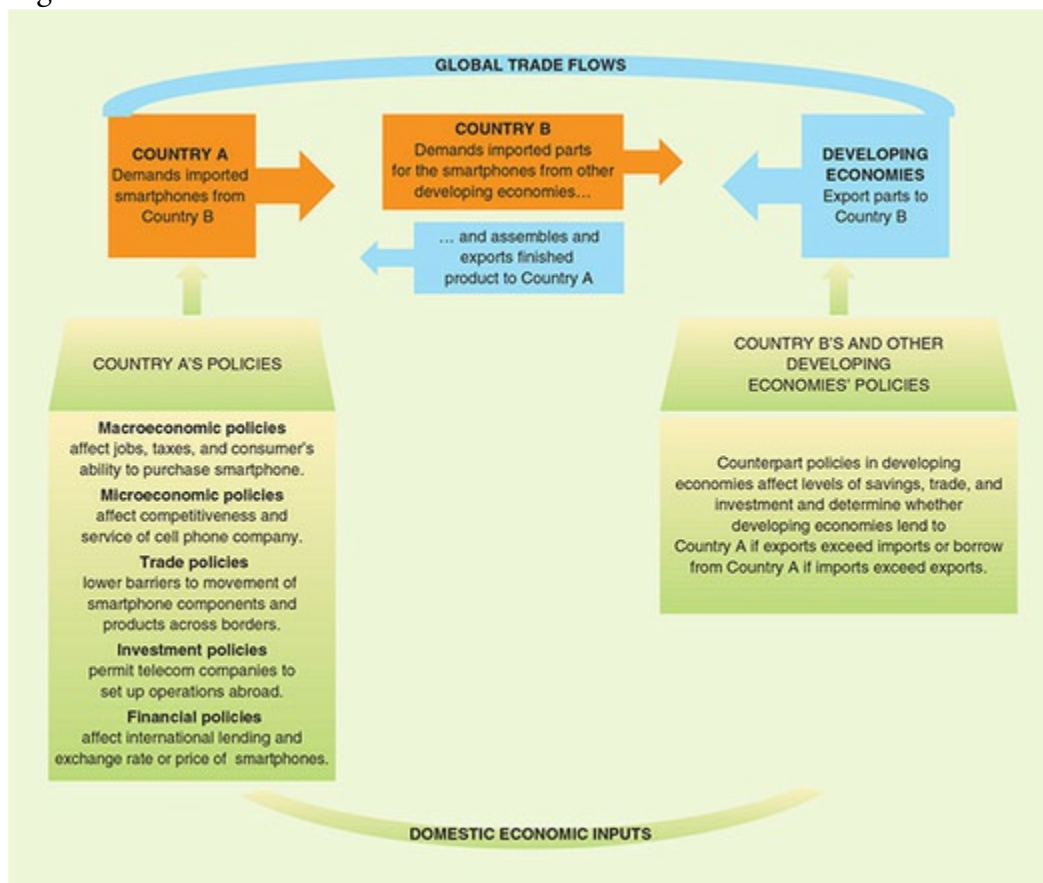 GLOBAL TRADE FLOWS
COUNTRY A
Demands imported
smartphones from
Country B
COUNTRY B
Demands imported parts
for the smartphones from other
developing economies…
… and assembles and
exports finished
product to Country A
DEVELOPING
ECONOMIES
Export parts to
Country B
COUNTRY A'S POLICIES
Macroeconomic policies
affect jobs, taxes, and consumer's
ability to purchase smartphone.
Microeconomic policies
affect competitiveness and
service of cell phone company.
Trade policies
lower barriers to movement of
smartphone components and
products across borders.
Investment policies
permit telecom companies to
set up operations abroad.
Financial policies
affect international lending and
exchange rate or price of smartphones.
COUNTRY B'S AND OTHER
DEVELOPING
ECONOMIES' POLICIES
Counterpart policies in developing
economies affect levels of savings, trade, and
investment and determine whether
developing economies lend to
Country A if exports exceed imports or borrow
from Country A if imports exceed exports.
DOMESTIC ECONOMIC INPUTS